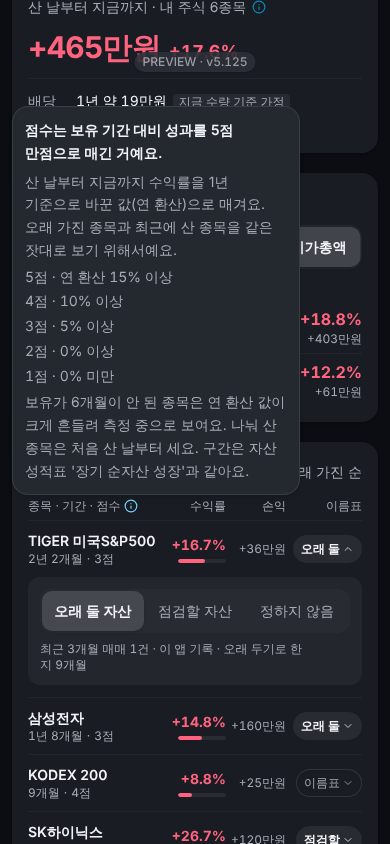 산 날부터 지금까지 · 내 주식 6종목
+465만원 +17.6%
PREVIEW · v5.125
배당 1년 약 19만원 지금 수량 기준 가정
점수는 보유 기간 대비 성과를 5점
만점으로 매긴 거예요.
산 날부터 지금까지 수익률을 1년
기준으로 바꾼 값(연 환산)으로 매겨요.
오래 가진 종목과 최근에 산 종목을 같은
잣대로 보기 위해서예요.
5점 · 연 환산 15% 이상
4점 · 10% 이상
3점 · 5% 이상
2점 · 0% 이상
1점 · 0% 미만
보유가 6개월이 안 된 종목은 연 환산 값이
크게 흔들려 측정 중으로 보여요. 나눠 산
종목은 처음 산 날부터 세요. 구간은 자산
성적표 '장기 순자산 성장'과 같아요.
가총액
+18.8%
+403만원
+12.2%
+61만원
래 가진 순
종목 · 기간 · 점수 수익률 손익 이름표
TIGER 미국S&P500 +16.7% +36만원 오래 둘
2년 2개월 · 3점
오래 둘 자산 점검할 자산 정하지 않음
최근 3개월 매매 1건 · 이 앱 기록 · 오래 두기로 한
지 9개월
삼성전자 +14.8% +160만원 오래 둘
1년 8개월 · 3점
KODEX 200 +8.8% +25만원 이름표
9개월 · 4점
SK하이닉스 +26.7% +120만원 점검할